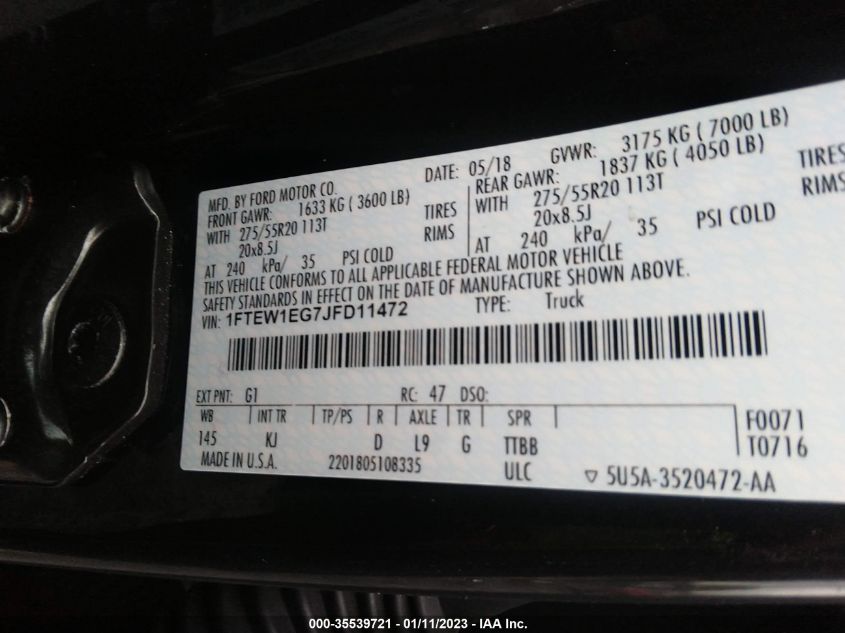 MFD. BY FORD MOTOR CO. DATE: 05/18 GVWR: 3175 KG ( 7000 LB)
FRONT GAWR: 1633 KG ( 3600 LB) REAR GAWR: 1837 KG ( 4050 LB)
WITH 275/55R20 113T TIRES WITH 275/55R20 113T TIRES
20x8.5J RIMS 20x8.5J RIMS
AT 240 kPa/ 35 PSI COLD AT 240 kPa/ 35 PSI COLD
THIS VEHICLE CONFORMS TO ALL APPLICABLE FEDERAL MOTOR VEHICLE
SAFETY STANDARDS IN EFFECT ON THE DATE OF MANUFACTURE SHOWN ABOVE.
VIN: 1FTEW1EG7JFD11472 TYPE: Truck
EXT PNT: G1 RC: 47 DSO:
WB INT TR TP/PS R AXLE TR SPR F0071
145 KJ D L9 G TTBB T0716
MADE IN U.S.A. 2201805108335 ULC 5U5A-3520472-AA
000-35539721 - 01/11/2023 - IAA Inc.